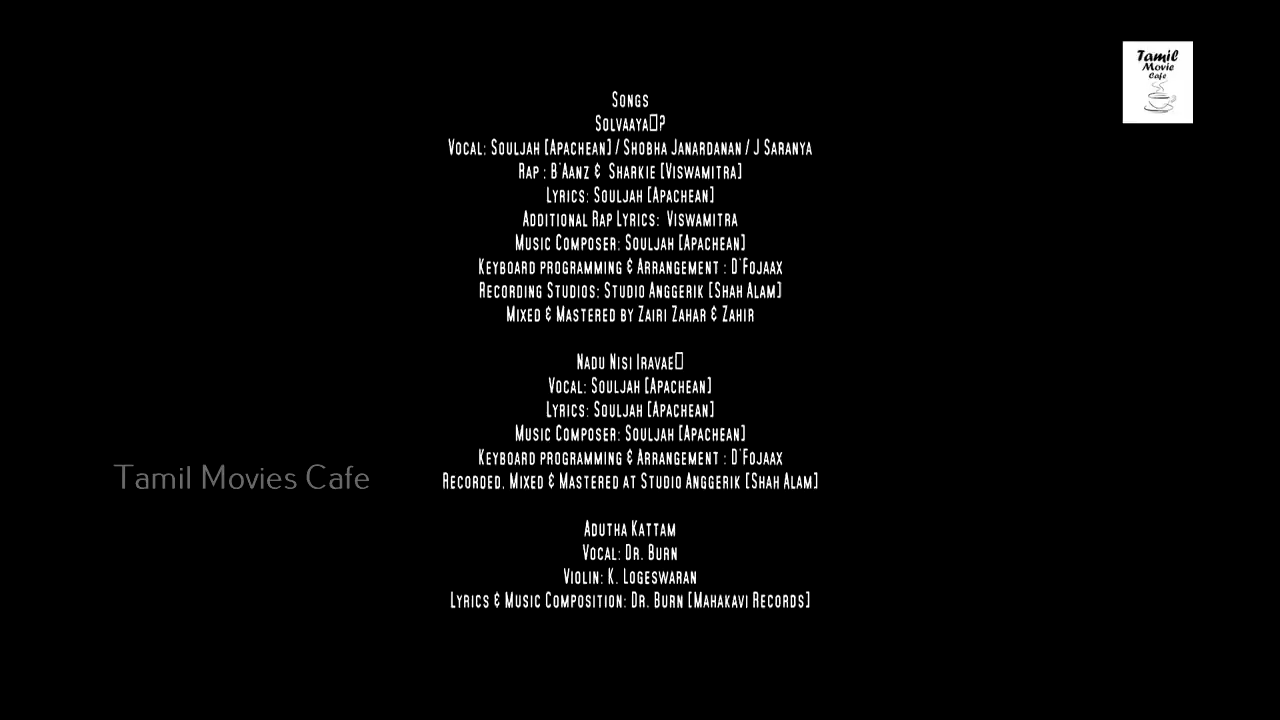 Tamil
Movie
Cafe
Songs
Solvaaya▯?
Vocal: Souljah [Apachean] / Shobha Janardanan / J Saranya
Rap : B'Aanz & Sharkie [Viswamitra]
Lyrics: Souljah [Apachean]
Additional Rap Lyrics: Viswamitra
Music Composer: Souljah [Apachean]
Keyboard programming & Arrangement : D'Fojaax
Recording Studios: Studio Anggerik [Shah Alam]
Mixed & Mastered by Zairi Zahar & Zahir
Nadu Nisi Iravae▯
Vocal: Souljah [Apachean]
Lyrics: Souljah [Apachean]
Music Composer: Souljah [Apachean]
Keyboard programming & Arrangement : D'Fojaax
Recorded, Mixed & Mastered at Studio Anggerik [Shah Alam]
Tamil Movies Cafe
Adutha Kattam
Vocal: Dr. Burn
Violin: K. Logeswaran
Lyrics & Music Composition: Dr. Burn [Mahakavi Records]